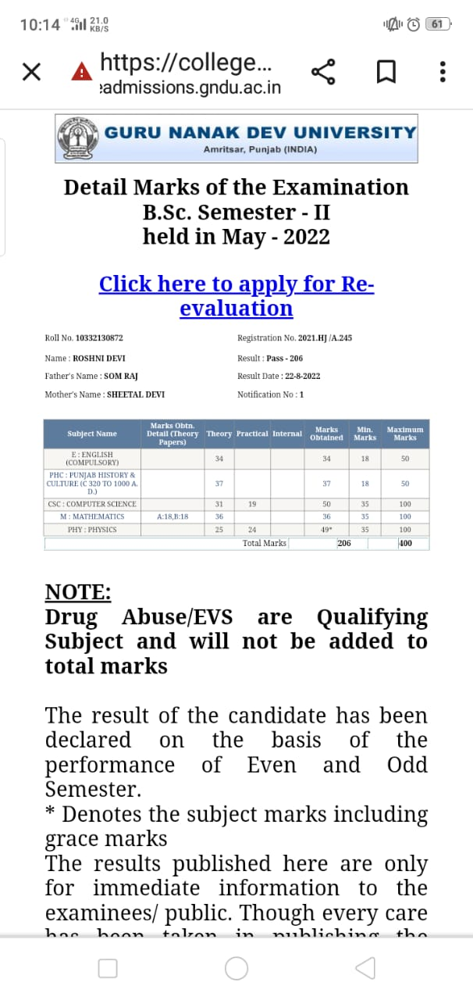 10:14 4G 21.0 KB/S 61
https://college...
eadmissions.gndu.ac.in
GURU NANAK DEV UNIVERSITY
Amritsar, Punjab (INDIA)
Detail Marks of the Examination
B.Sc. Semester - II
held in May - 2022
Click here to apply for Re-
evaluation
Roll No. 10332130872 Registration No. 2021.HJ /A.245
Name : ROSHNI DEVI Result : Pass - 206
Father's Name : SOM RAJ Result Date : 22-8-2022
Mother's Name : SHEETAL DEVI Notification No : 1
Subject Name Marks Obtn. Detail (Theory Papers) Theory Practical Internal Marks Obtained Min. Marks Maximum Marks
E : ENGLISH (COMPULSORY) 34 34 18 50
PHC : PUNJAB HISTORY & CULTURE (C 320 TO 1000 A. D.) 37 37 18 50
CSC : COMPUTER SCIENCE 31 19 50 35 100
M : MATHEMATICS A:18,B:18 36 36 35 100
PHY : PHYSICS 25 24 49* 35 100
Total Marks 206 400
NOTE:
Drug Abuse/EVS are Qualifying
Subject and will not be added to
total marks
The result of the candidate has been
declared on the basis of the
performance of Even and Odd
Semester.
* Denotes the subject marks including
grace marks
The results published here are only
for immediate information to the
examinees/ public. Though every care
has been taken in publishing the